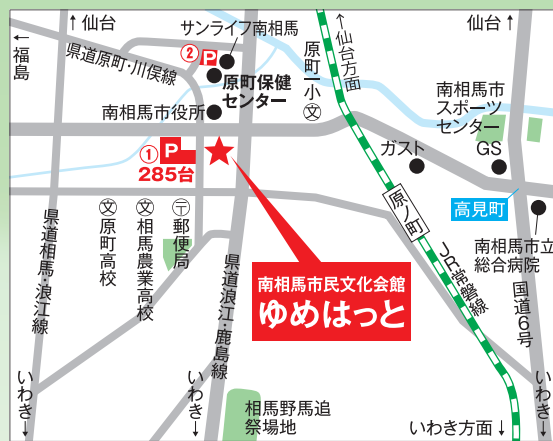 ↑仙台
サンライフ南相馬
↑仙台方面
仙台↑
←福島
県道原町・川俣線
② P
原町保健
センター
原町一小 文
南相馬市
スポーツ
センター
南相馬市役所
ガスト
GS
① P
285台
高見町
原ノ町
県道相馬・浪江線
文 原町高校
文 相馬農業高校
〒 郵便局
県道浪江・鹿島線
JR常磐線
南相馬市立
総合病院
国道6号
南相馬市民文化会館
ゆめはっと
いわき↓
いわき↓
相馬野馬追
祭場地
いわき方面↓
いわき↓